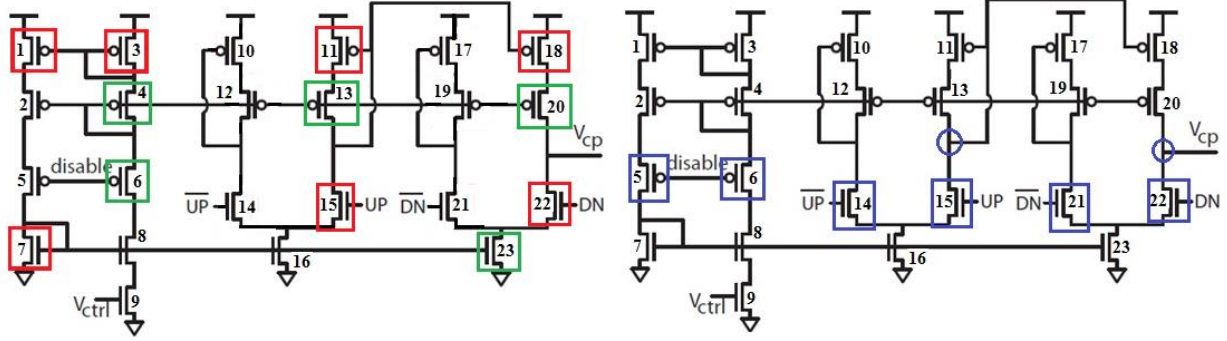 1 3 10 11 17 18
2 4 12 13 19 20
V_cp
disable
5 6 UP 14 15 UP DN 21 22 DN
7 8 16 23
V_ctrl 9
1 3 10 11 17 18
2 4 12 13 19 20
V_cp
disable
5 6 UP 14 15 UP DN 21 22 DN
7 8 16 23
V_ctrl 9